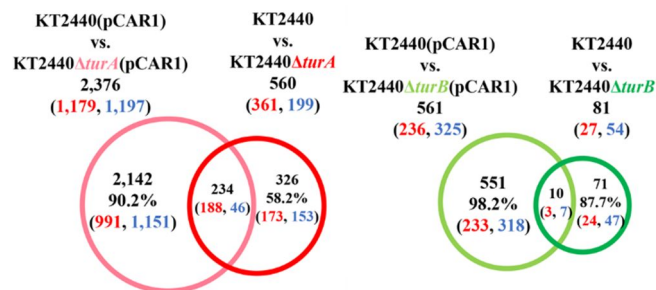 KT2440(pCAR1)
vs.
KT2440ΔturA(pCAR1)
2,376
(1,179, 1,197)
KT2440
vs.
KT2440ΔturA
560
(361, 199)
2,142
90.2%
(991, 1,151)
234
(188, 46)
326
58.2%
(173, 153)
KT2440(pCAR1)
vs.
KT2440ΔturB(pCAR1)
561
(236, 325)
KT2440
vs.
KT2440ΔturB
81
(27, 54)
551
98.2%
(233, 318)
10
(3, 7)
71
87.7%
(24, 47)